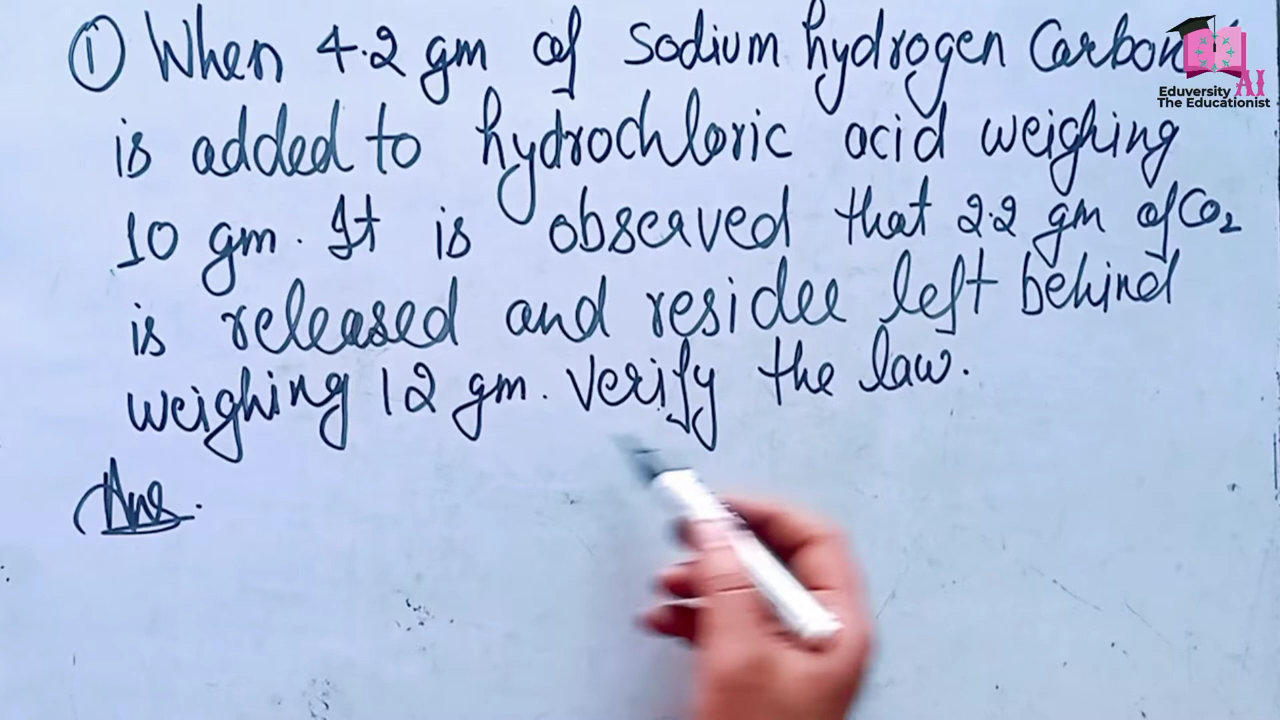 ① When 4.2 gm of Sodium hydrogen Carbon
is added to hydrochloric acid weighing
10 gm. It is observed that 2.2 gm of CO₂
is released and residee left behind
weighing 12 gm. Verify the law.
Ans.
AI
Eduversity
The Educationist